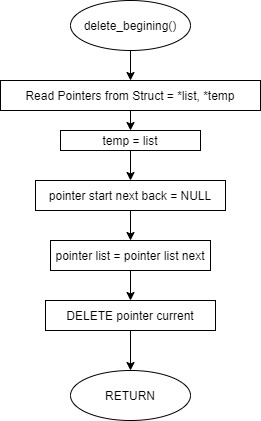 delete_begining()
Read Pointers from Struct = *list, *temp
temp = list
pointer start next back = NULL
pointer list = pointer list next
DELETE pointer current
RETURN